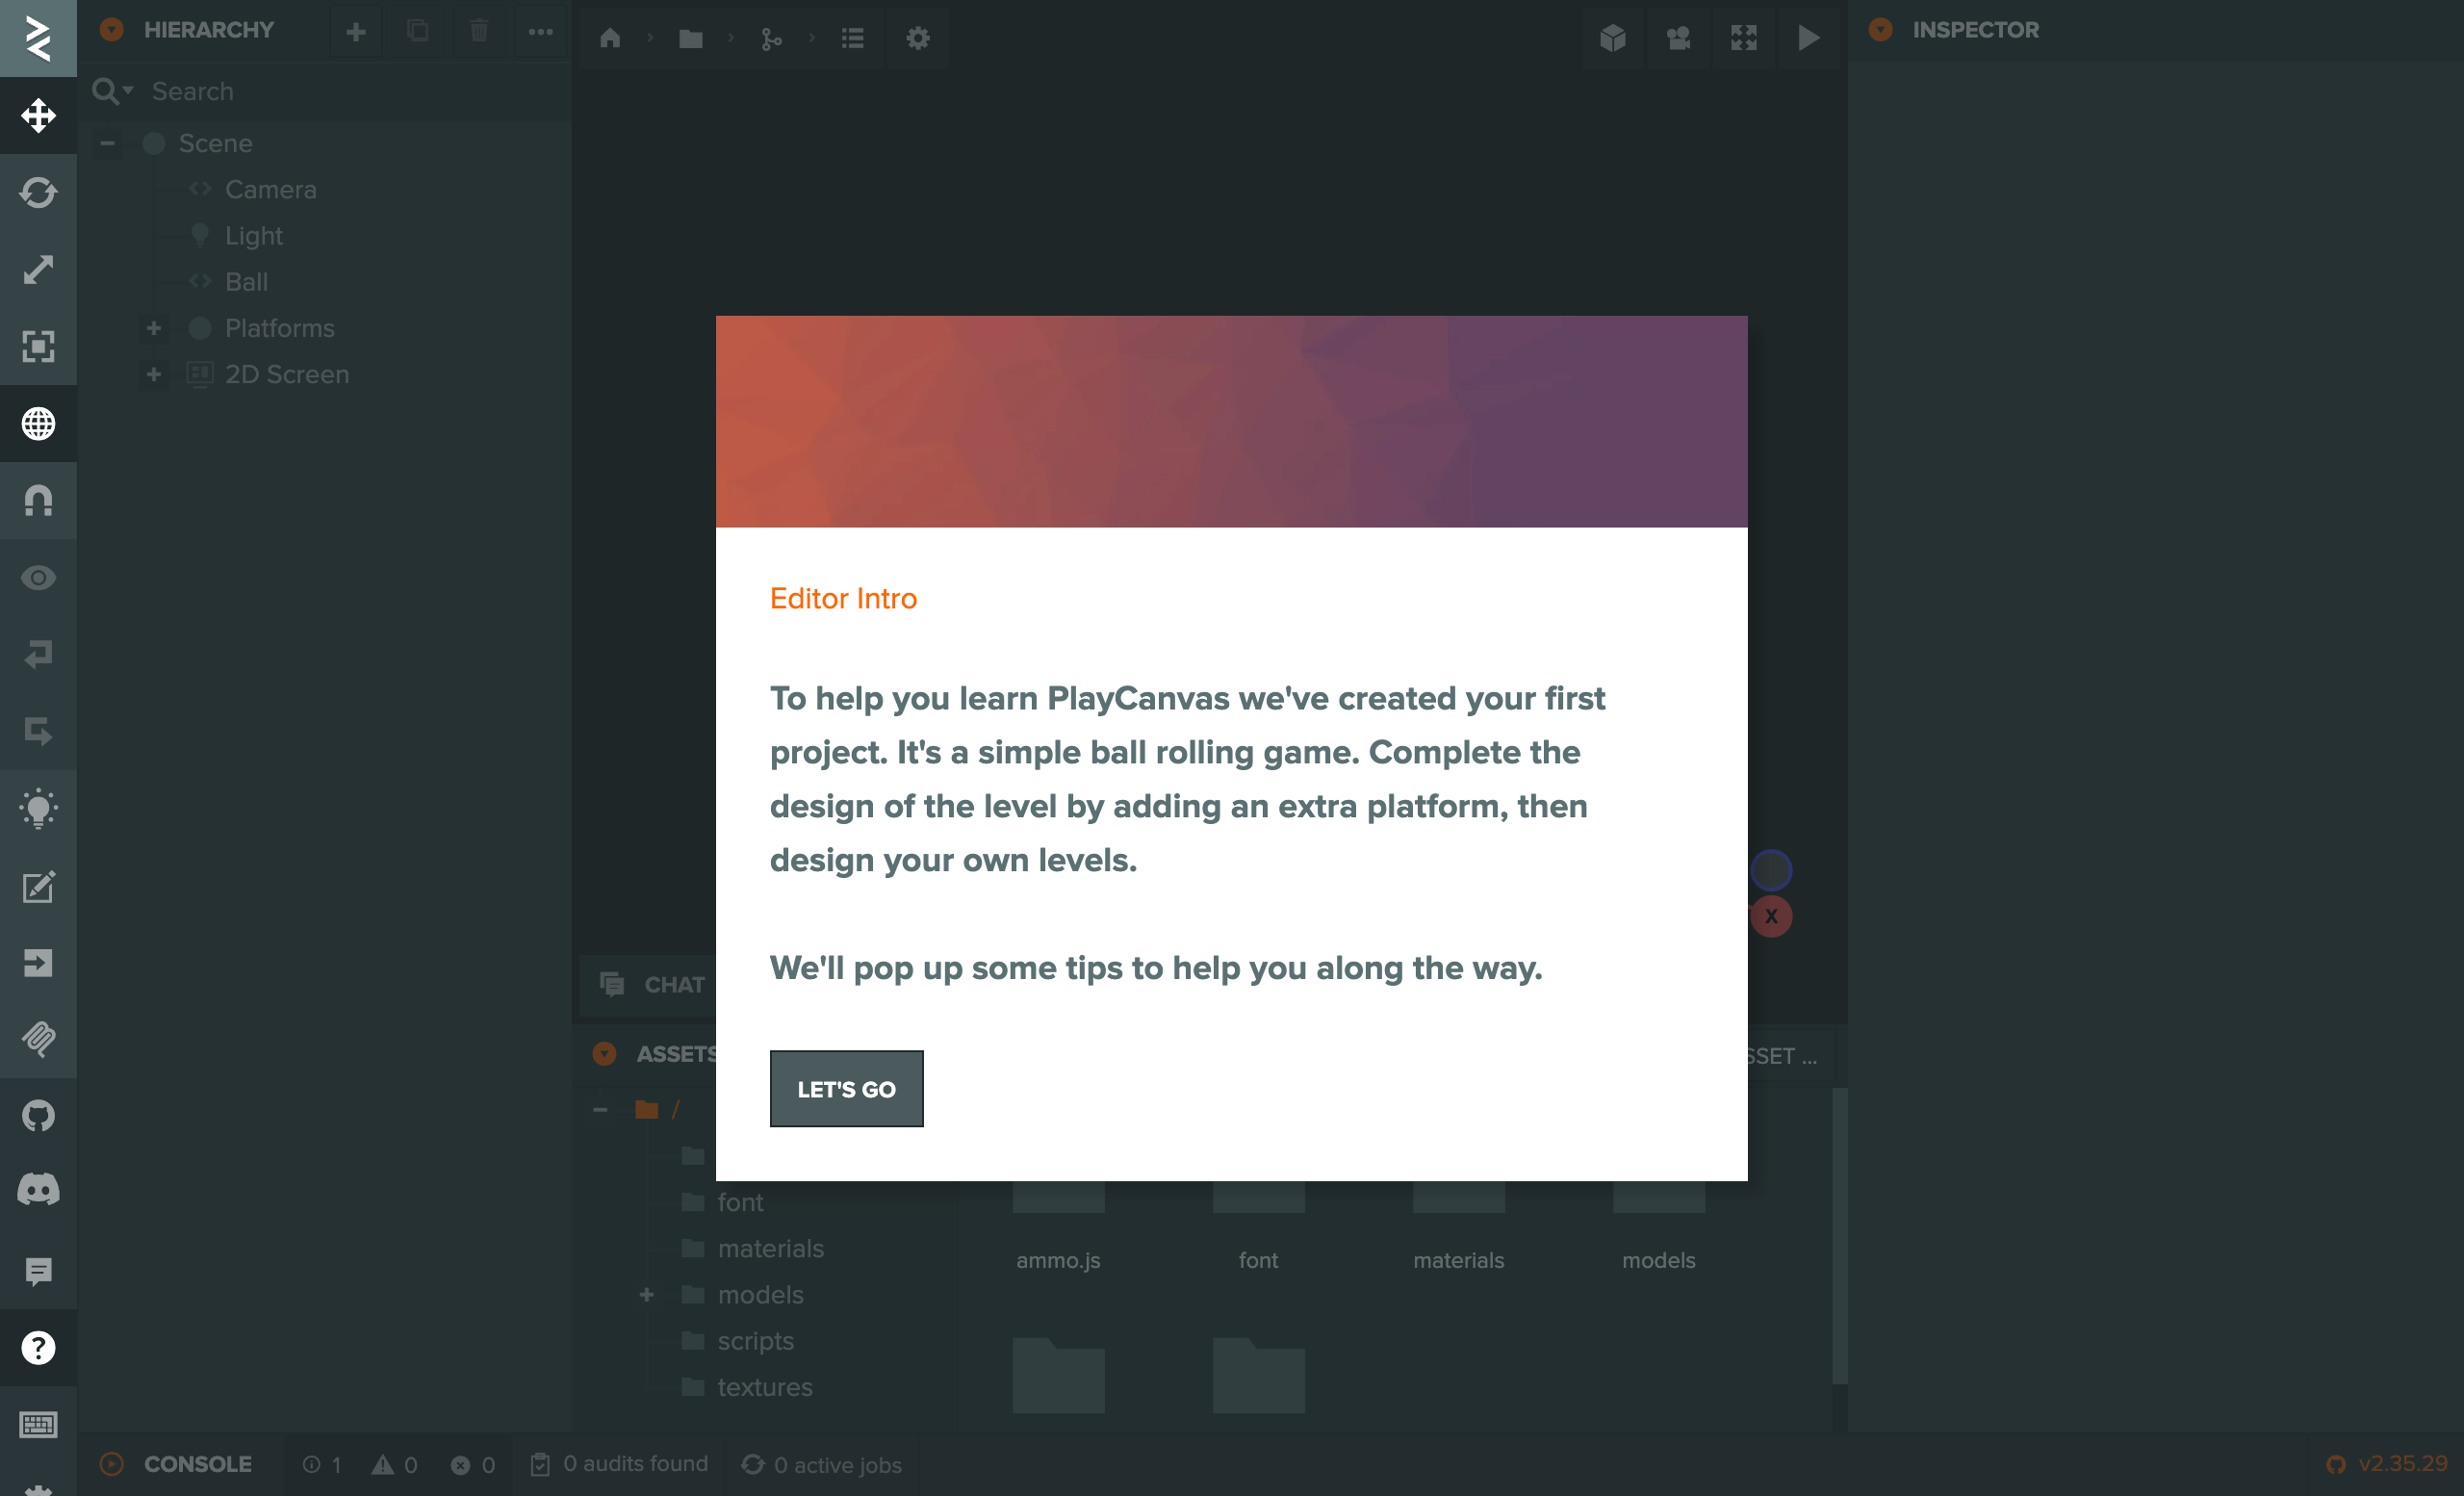 HIERARCHY
Search
Scene
Camera
Light
Ball
Platforms
2D Screen
INSPECTOR
Editor Intro
To help you learn PlayCanvas we've created your first
project. It's a simple ball rolling game. Complete the
design of the level by adding an extra platform, then
design your own levels.
We'll pop up some tips to help you along the way.
LET'S GO
X
CHAT
ASSETS
SSET ...
/
font
materials
models
scripts
textures
ammo.js
font
materials
models
CONSOLE
1
0
0
0 audits found
0 active jobs
v2.35.29